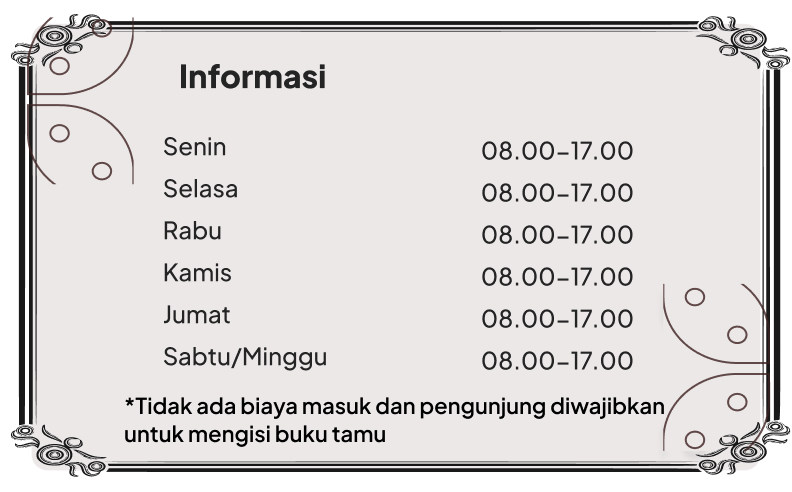 Informasi
Senin 08.00–17.00
Selasa 08.00–17.00
Rabu 08.00–17.00
Kamis 08.00–17.00
Jumat 08.00–17.00
Sabtu/Minggu 08.00–17.00
*Tidak ada biaya masuk dan pengunjung diwajibkan
untuk mengisi buku tamu